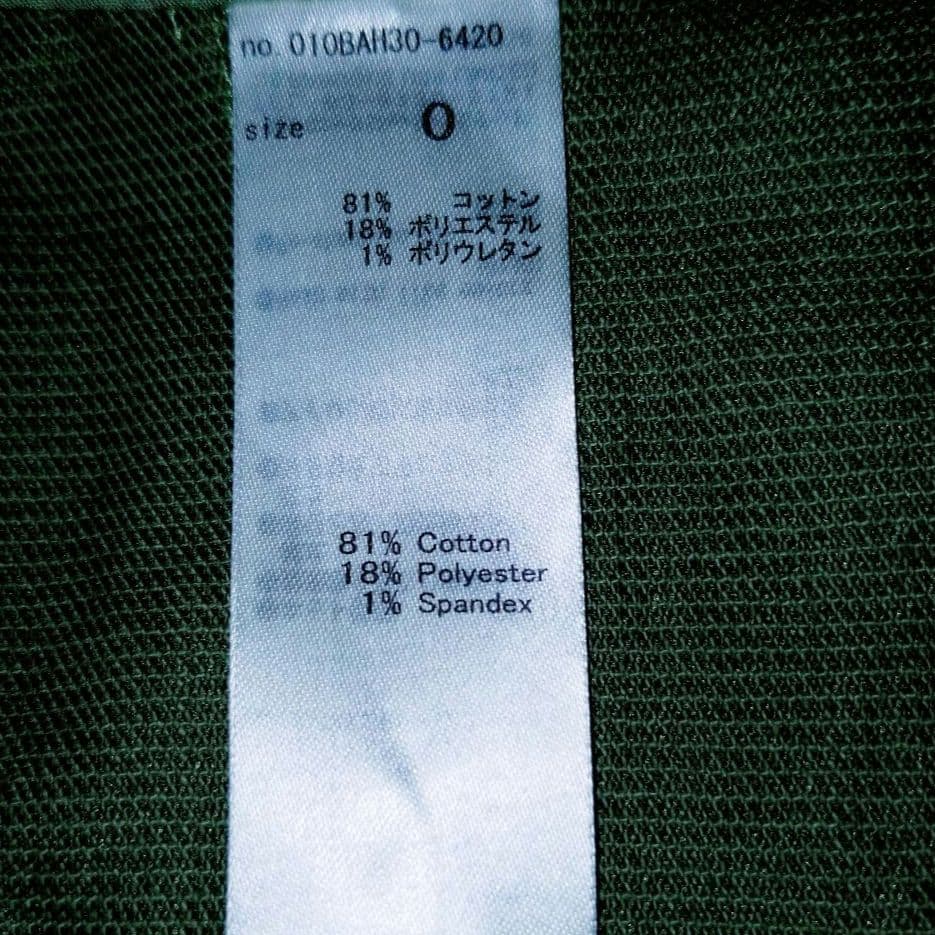 no. 010BAH30-6420
size 0
81% コットン
18% ポリエステル
1% ポリウレタン
81% Cotton
18% Polyester
1% Spandex